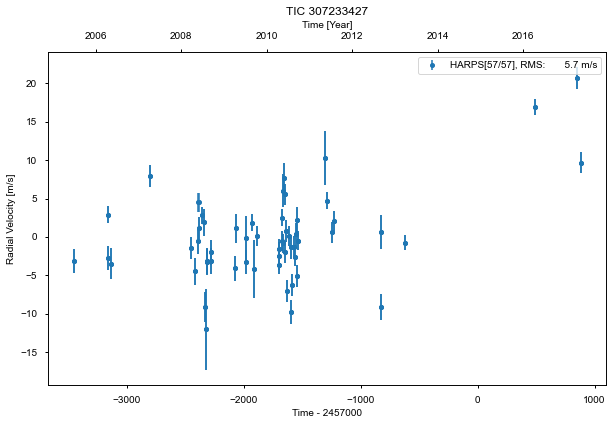 TIC 307233427
Time [Year]
2006 2008 2010 2012 2014 2016
HARPS[57/57], RMS: 5.7 m/s
Radial Velocity [m/s]
20
15
10
5
0
−5
−10
−15
−3000 −2000 −1000 0 1000
Time - 2457000